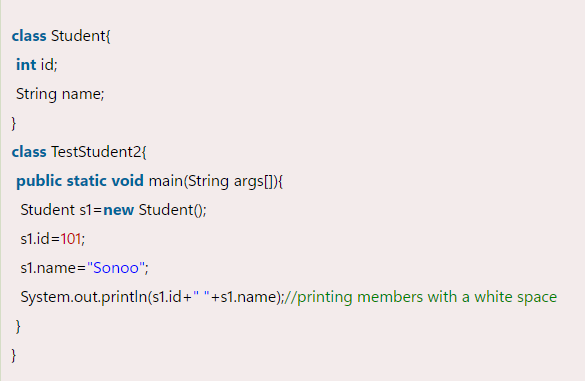 class Student{
int id;
String name;
}
class TestStudent2{
public static void main(String args[]){
Student s1=new Student();
s1.id=101;
s1.name="Sonoo";
System.out.println(s1.id+" "+s1.name);//printing members with a white space
}
}